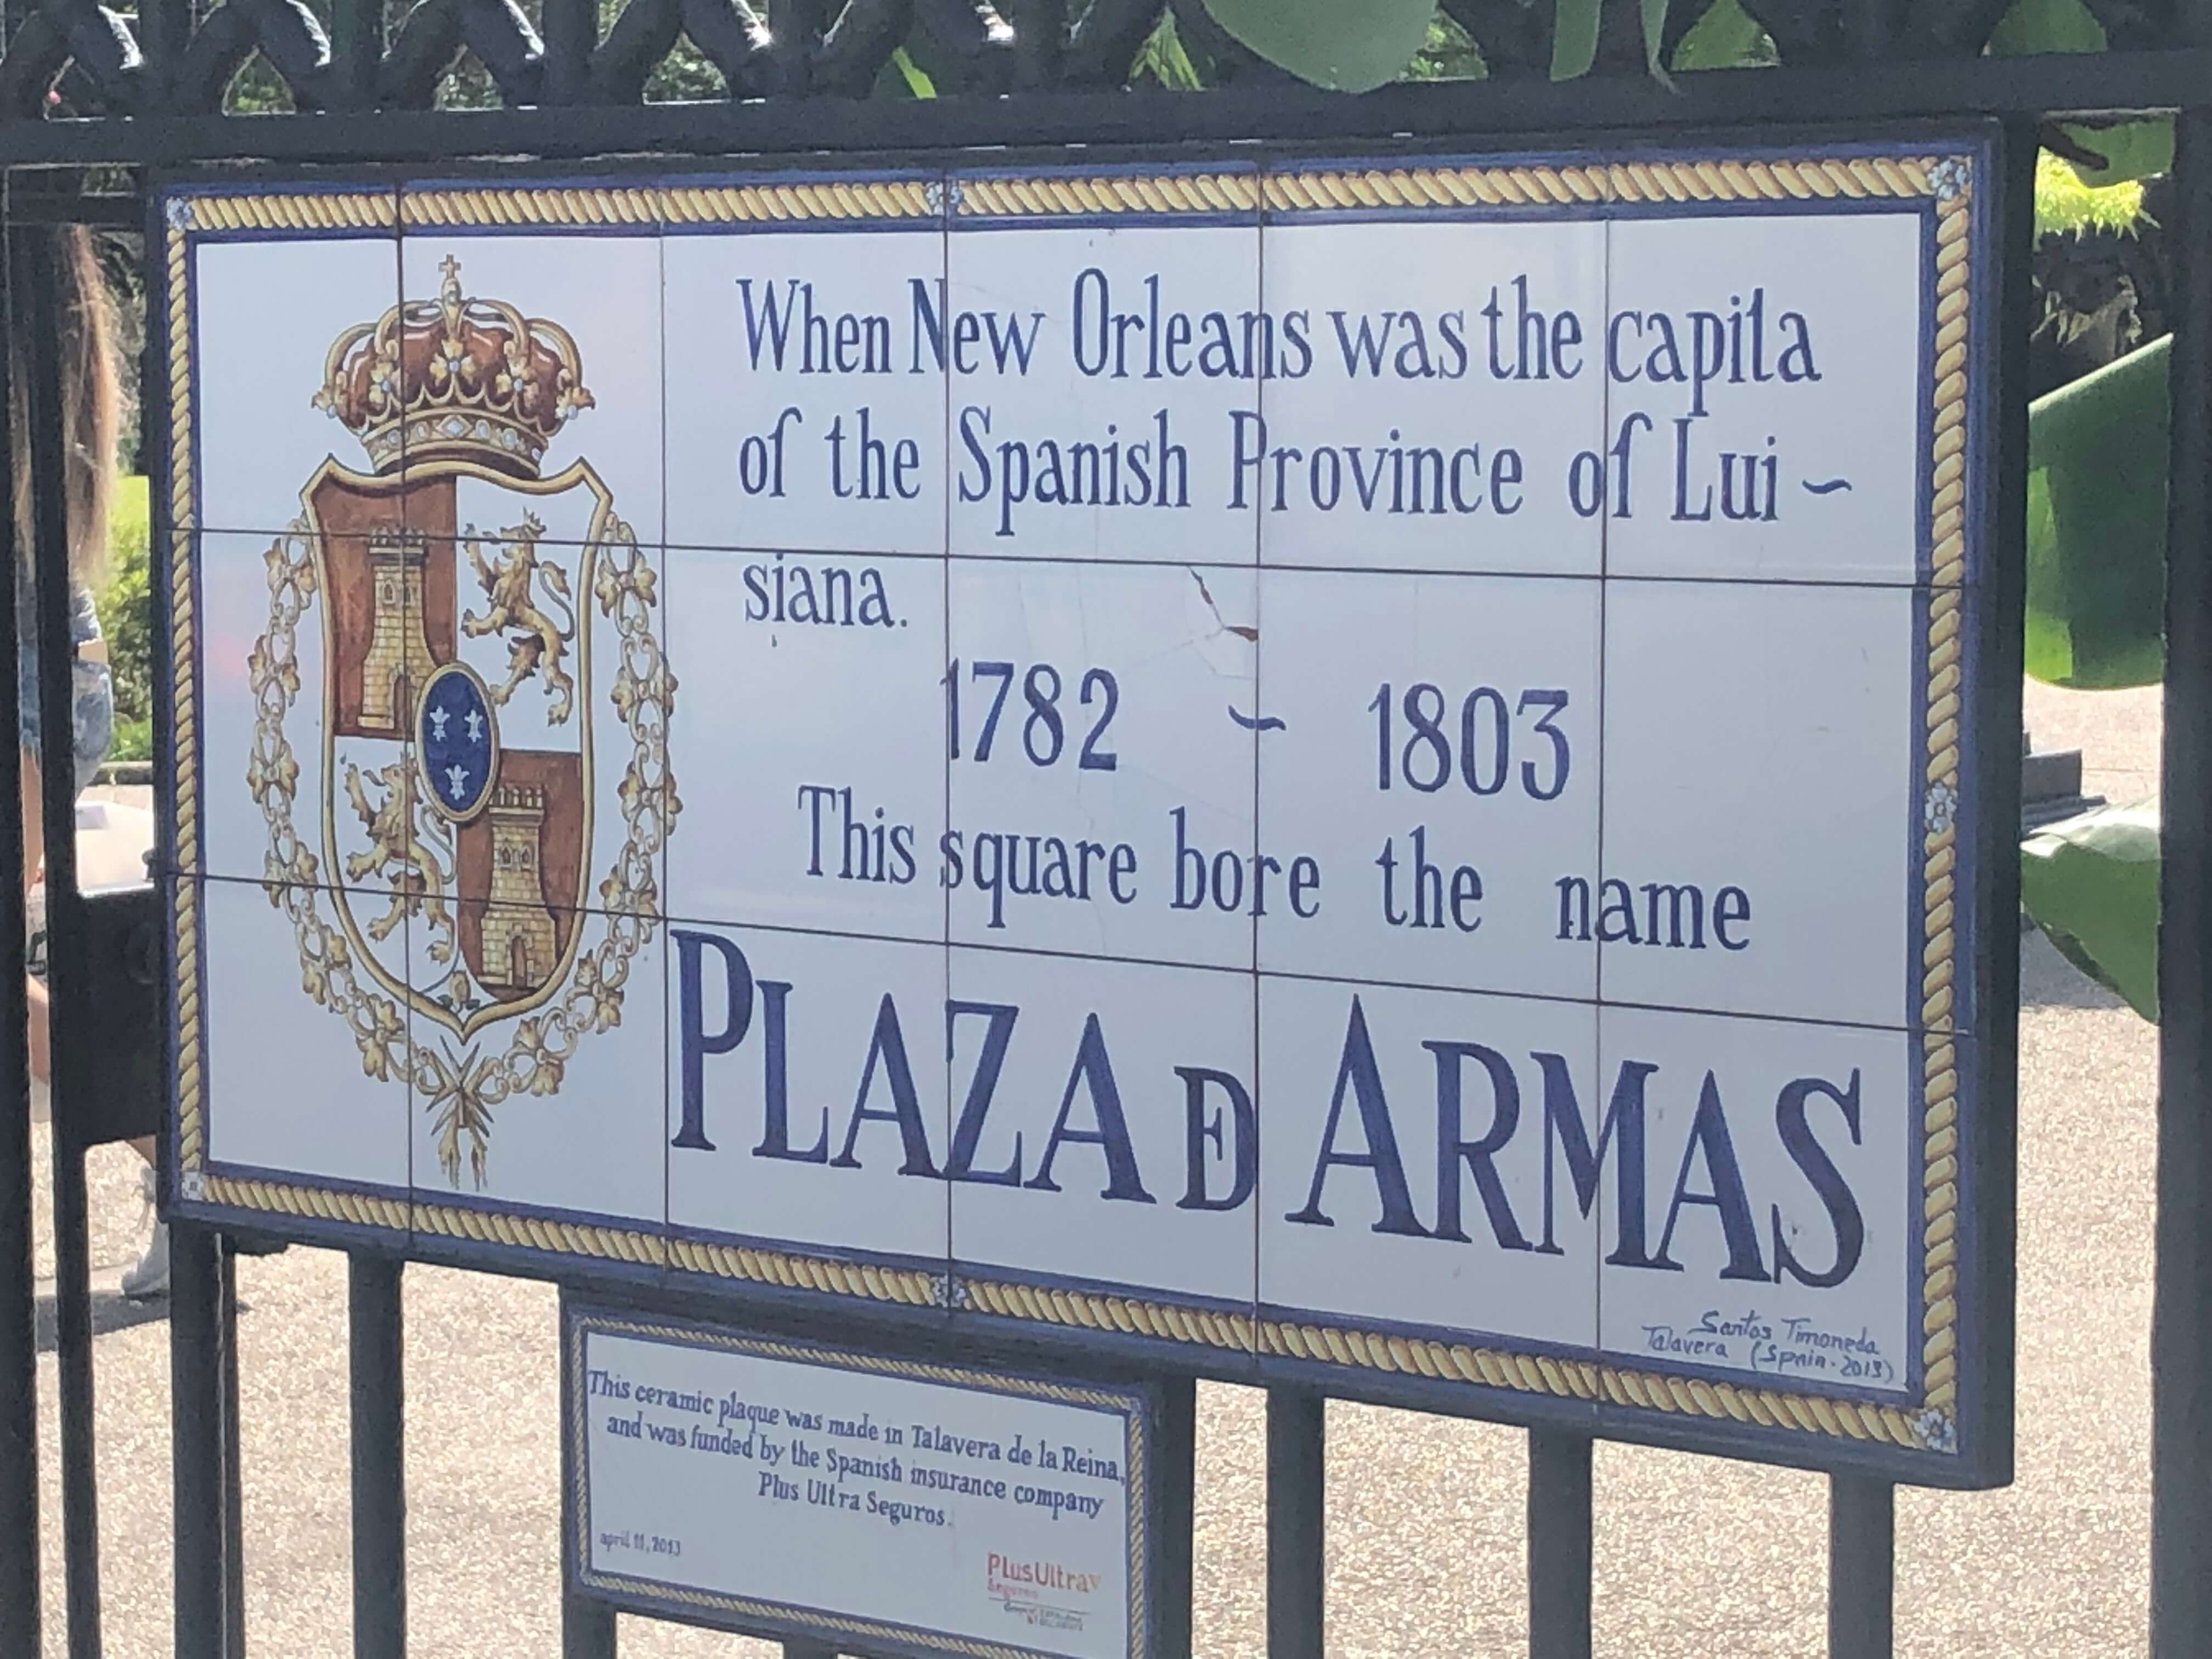 When New Orleans was the capita
of the Spanish Province of Lui ~
siana.
1782 ~ 1803
This square bore the name
PLAZA DE ARMAS
Santos Timoneda
Talavera (Spain-2013)
This ceramic plaque was made in Talavera de la Reina,
and was funded by the Spanish insurance company
Plus Ultra Seguros.
april 11, 2013
PlusUltra
Seguros